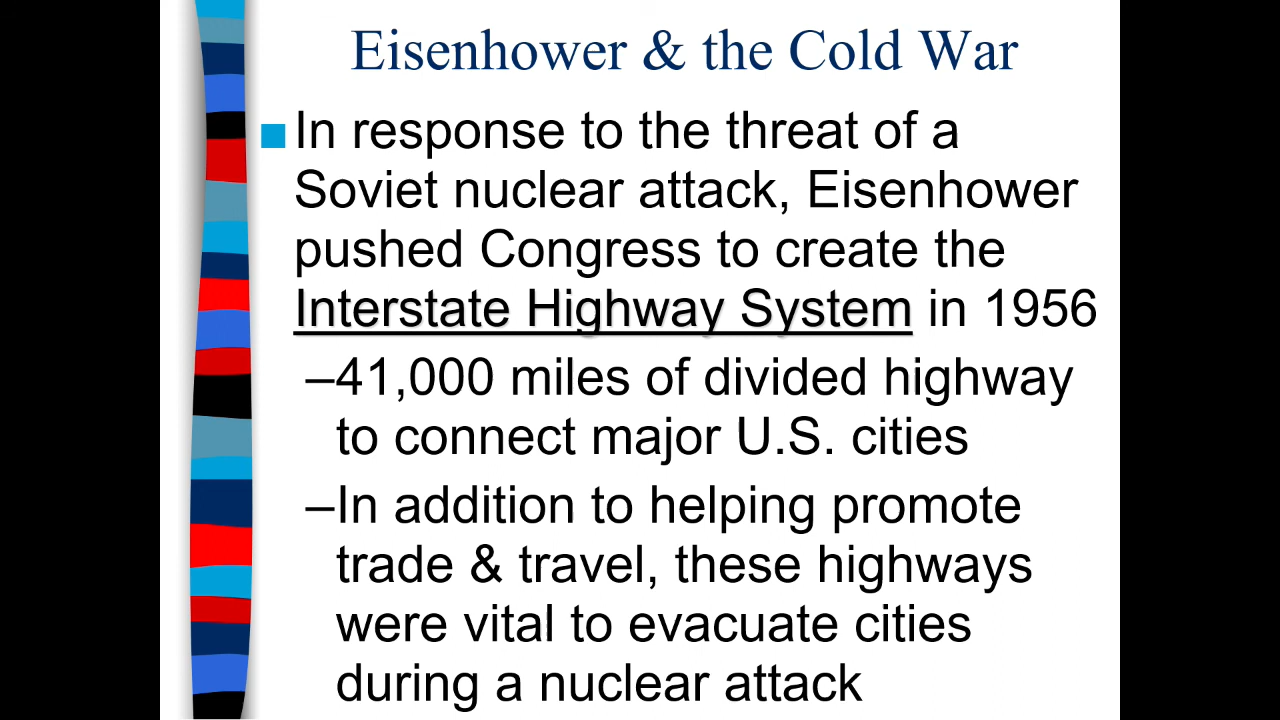 Eisenhower & the Cold War
In response to the threat of a
Soviet nuclear attack, Eisenhower
pushed Congress to create the
Interstate Highway System in 1956
–41,000 miles of divided highway
to connect major U.S. cities
–In addition to helping promote
trade & travel, these highways
were vital to evacuate cities
during a nuclear attack